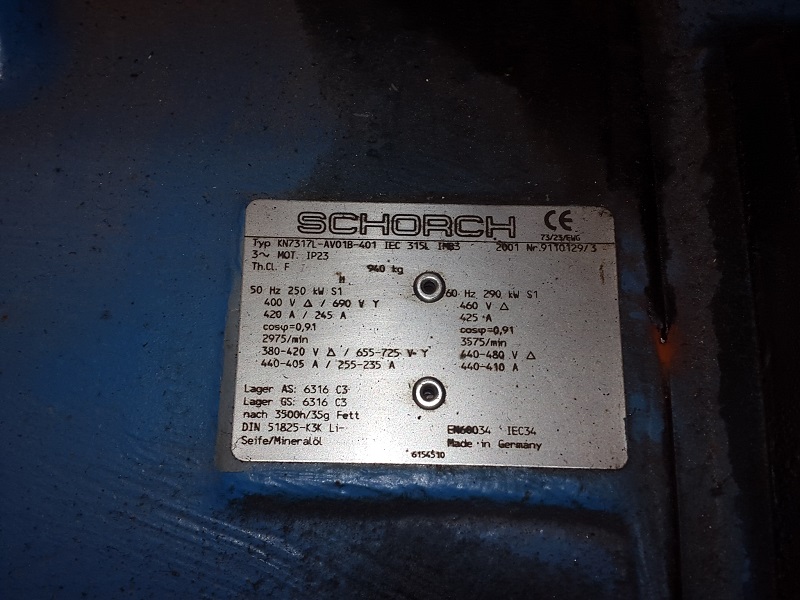 SCHORCH CE
73/23/EWG
Typ KN7317L-AV01B-401 IEC 315L IMB3 2001 Nr.9110129/3
3~ MOT. IP23
Th.Cl. F 940 kg
50 Hz 250 kW S1 60 Hz 290 kW S1
400 V Δ / 690 V Y 460 V Δ
420 A / 245 A 425 A
cosφ=0,91 cosφ=0,91
2975/min 3575/min
380-420 V Δ / 655-725 V Y 440-480 V Δ
440-405 A / 255-235 A 440-410 A
Lager AS: 6316 C3
Lager GS: 6316 C3
nach 3500h/35g Fett
DIN 51825-K3K Li- EN60034 IEC34
Seife/Mineralöl Made in Germany
6154510